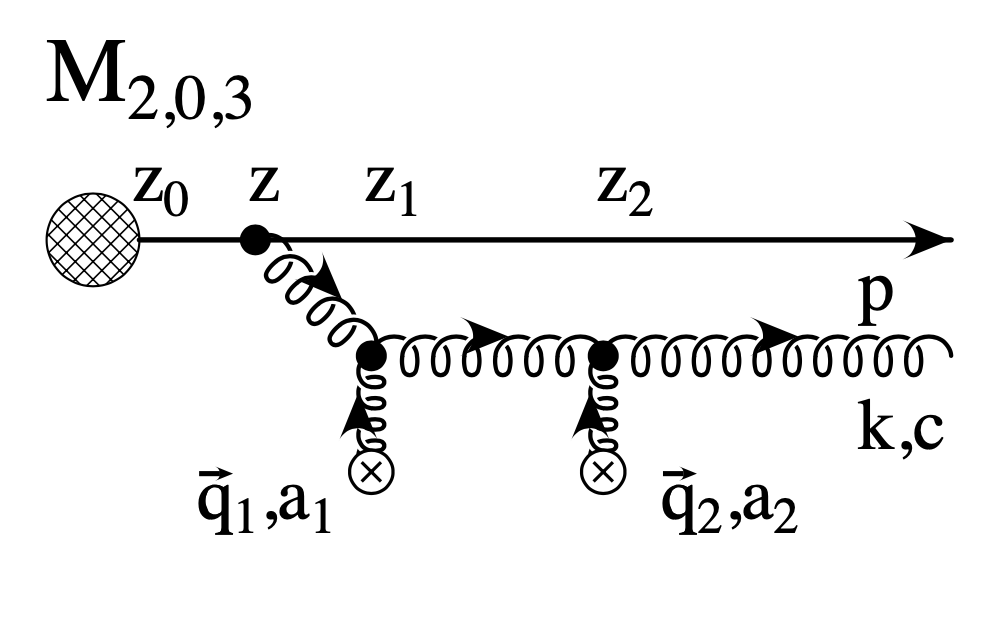 M₂,₀,₃
z₀ z z₁ z₂
p
k,c
q⃗₁,a₁ q⃗₂,a₂